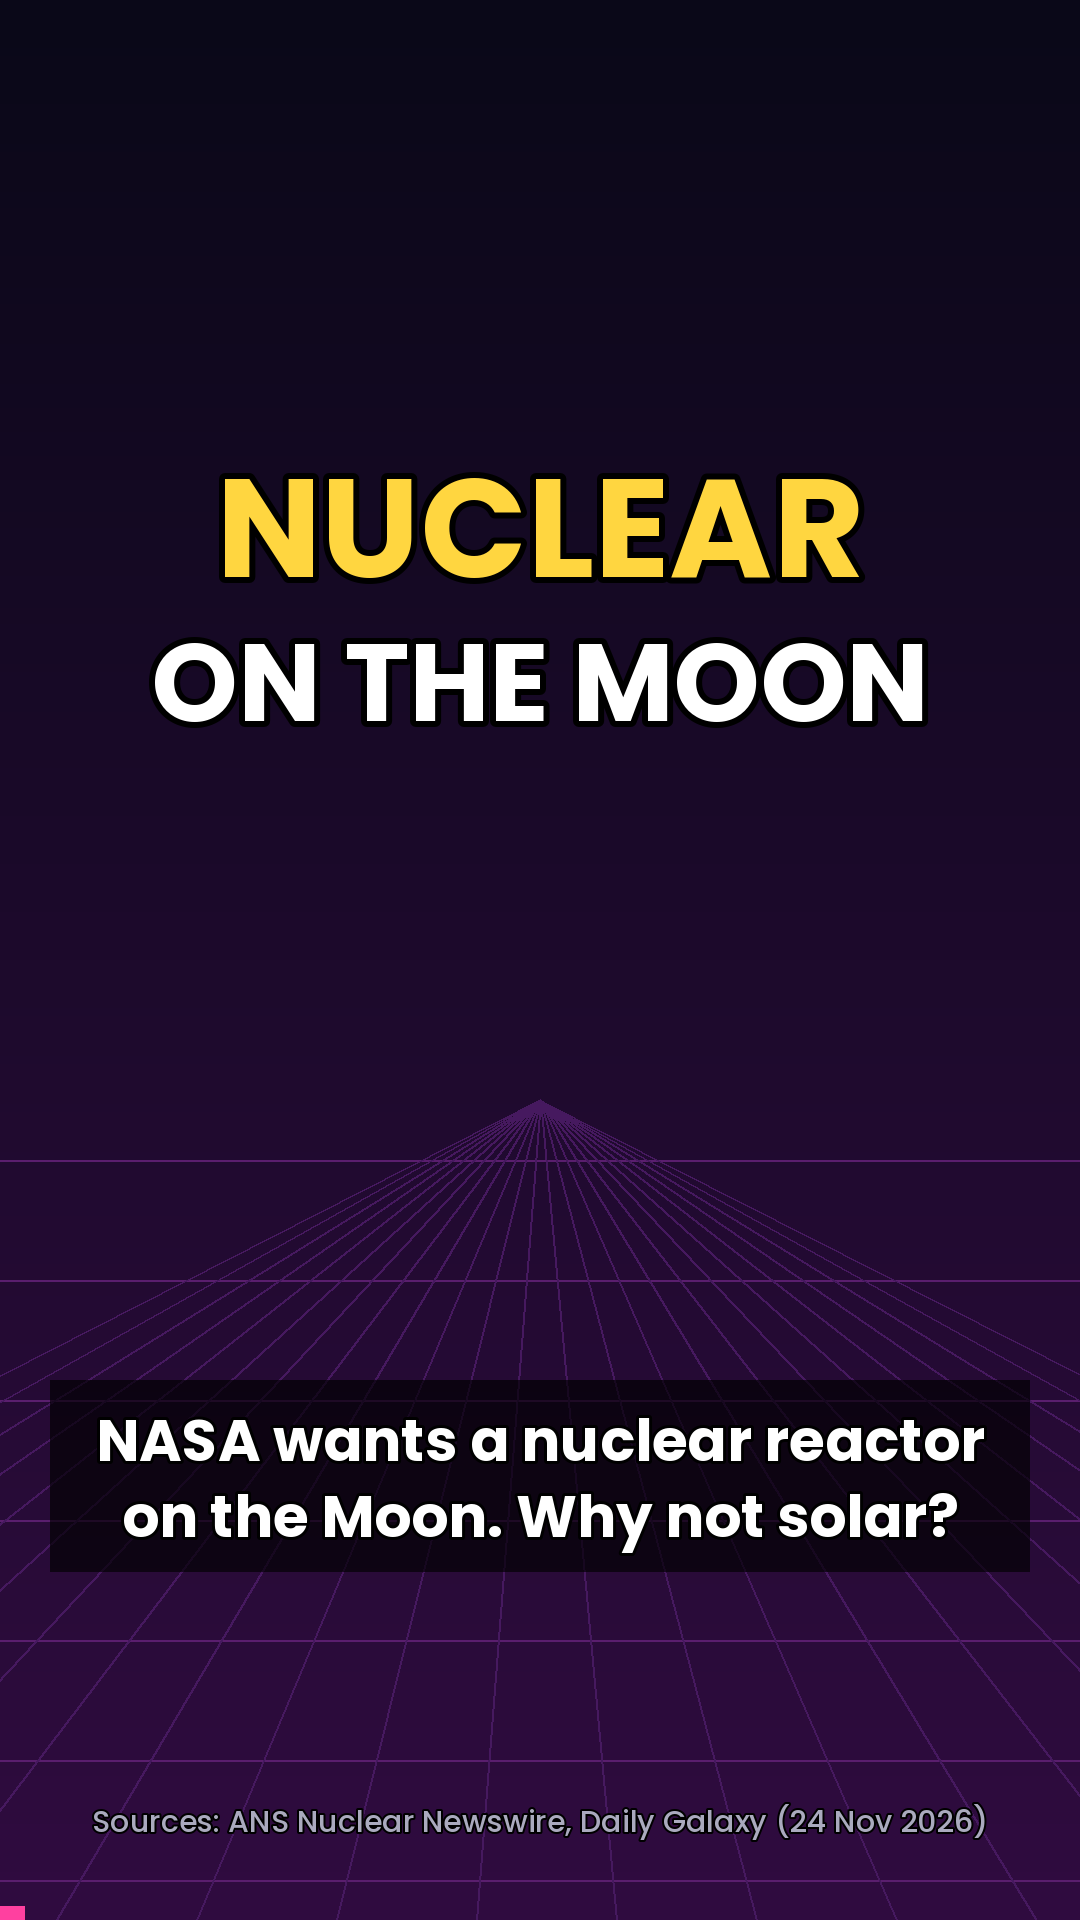 NUCLEAR
ON THE MOON
NASA wants a nuclear reactor
on the Moon. Why not solar?
Sources: ANS Nuclear Newswire, Daily Galaxy (24 Nov 2026)